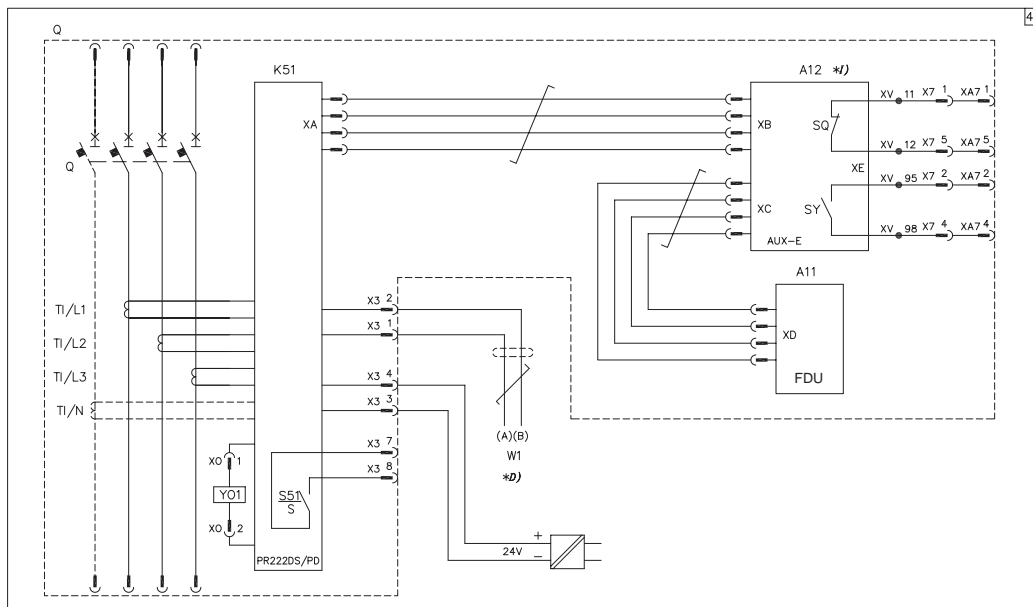 4
Q
K51
A12 *I)
XA
XB
SQ
XE
XV 11 X7 1 XA7 1
XV 12 X7 5 XA7 5
XV 95 X7 2 XA7 2
XC
SY
XV 98 X7 4 XA7 4
AUX-E
Q
A11
TI/L1
X3 2
X3 1
XD
TI/L2
TI/L3
X3 4
FDU
TI/N
X3 3
(A)(B)
W1
*D)
X3 7
X3 8
XO 1
YO1
XO 2
S51
S
PR222DS/PD
24V
+
−